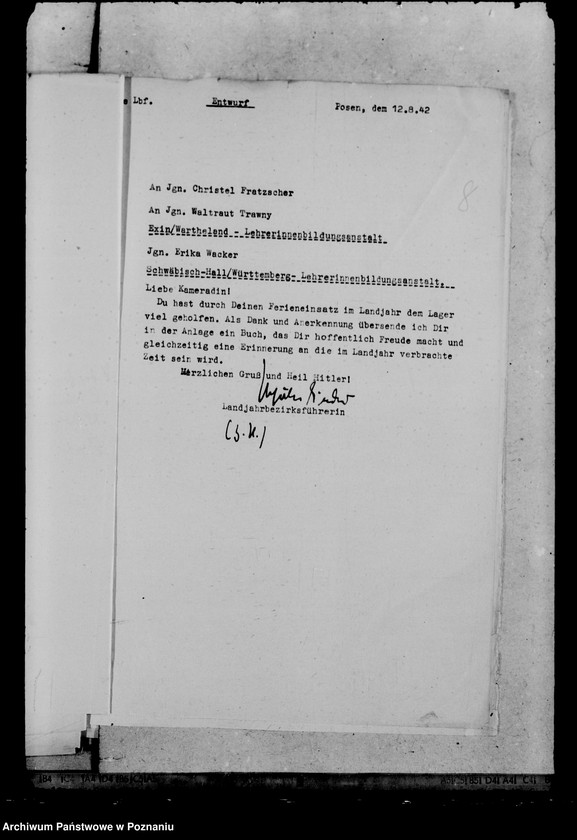 Lbf. Entwurf Posen, dem 12.8.42
8
An Jgn. Christel Fratzscher
An Jgn. Waltraut Trawny
Exin/Wartheland - Lehrerinnenbildungsanstalt
Jgn. Erika Wacker
Schwäbisch-Hall/Württemberg- Lehrerinnenbildungsanstalt.
Liebe Kameradin!
Du hast durch Deinen Ferieneinsatz im Landjahr dem Lager
viel geholfen. Als Dank und Anerkennung übersende ich Dir
in der Anlage ein Buch, das Dir hoffentlich Freude macht und
gleichzeitig eine Erinnerung an die im Landjahr verbrachte
Zeit sein wird.
Herzlichen Gruß und Heil Hitler!
Landjahrbezirksführerin
Archiwum Państwowe w Poznaniu